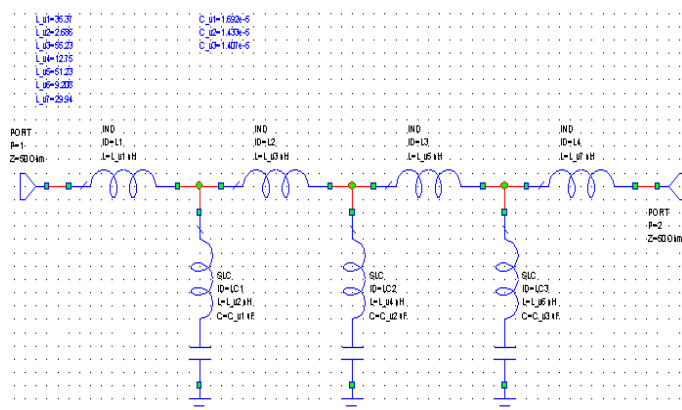 L_u1=35.37
L_u2=2.686
L_u3=55.23
L_u4=12.75
L_u5=51.23
L_u6=9.208
L_u7=29.94
C_u1=1.692e-5
C_u2=1.433e-5
C_u3=1.407e-5
PORT
P=1
Z=50 Ohm
IND
ID=L1
L=L_u1 nH
IND
ID=L2
L=L_u3 nH
IND
ID=L3
L=L_u5 nH
IND
ID=L4
L=L_u7 nH
PORT
P=2
Z=50 Ohm
SLC
ID=LC1
L=L_u2 nH
C=C_u1 uF
SLC
ID=LC2
L=L_u4 nH
C=C_u2 uF
SLC
ID=LC3
L=L_u6 nH
C=C_u3 uF